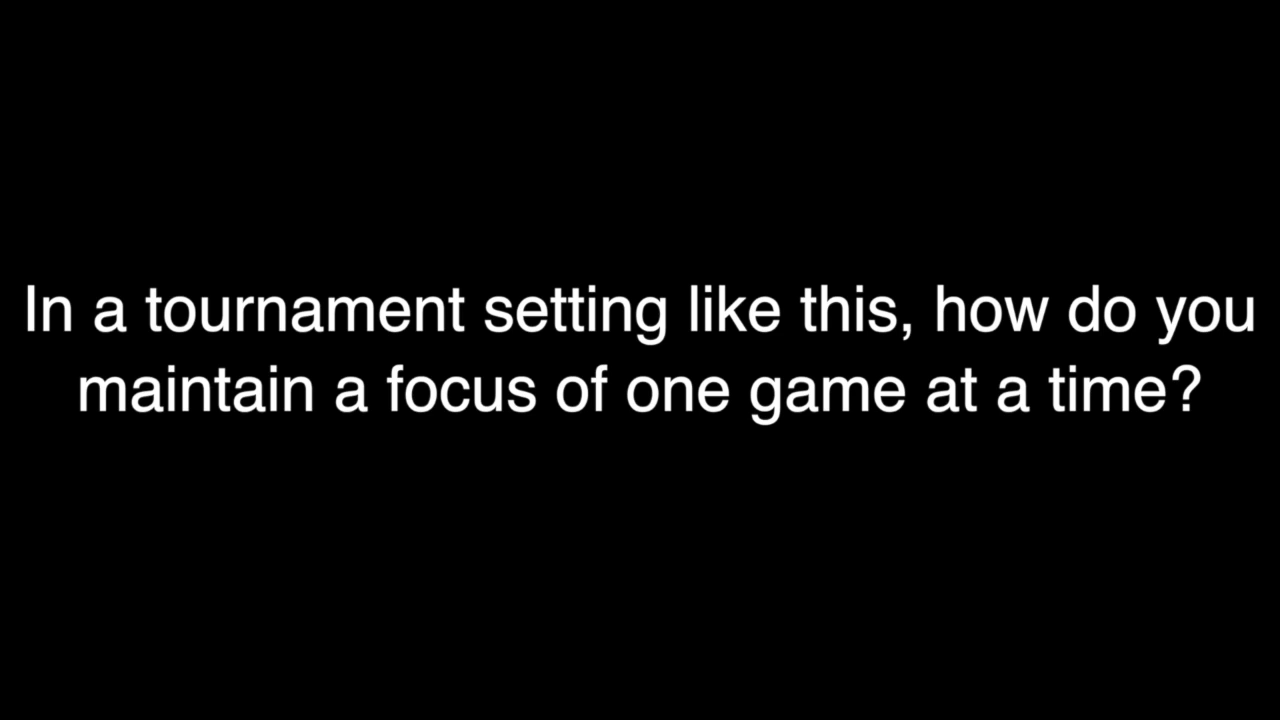 In a tournament setting like this, how do you
maintain a focus of one game at a time?